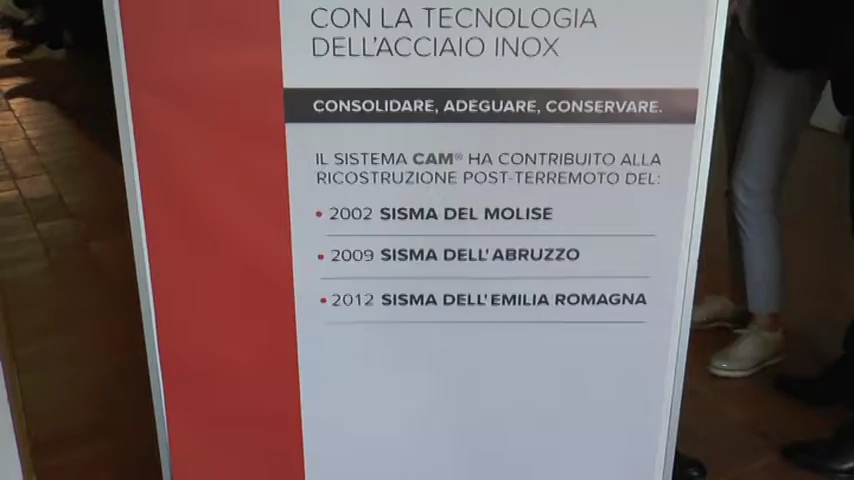 CON LA TECNOLOGIA
DELL'ACCIAIO INOX
CONSOLIDARE, ADEGUARE, CONSERVARE.
IL SISTEMA CAM® HA CONTRIBUITO ALLA
RICOSTRUZIONE POST-TERREMOTO DEL:
• 2002 SISMA DEL MOLISE
• 2009 SISMA DELL'ABRUZZO
• 2012 SISMA DELL'EMILIA ROMAGNA